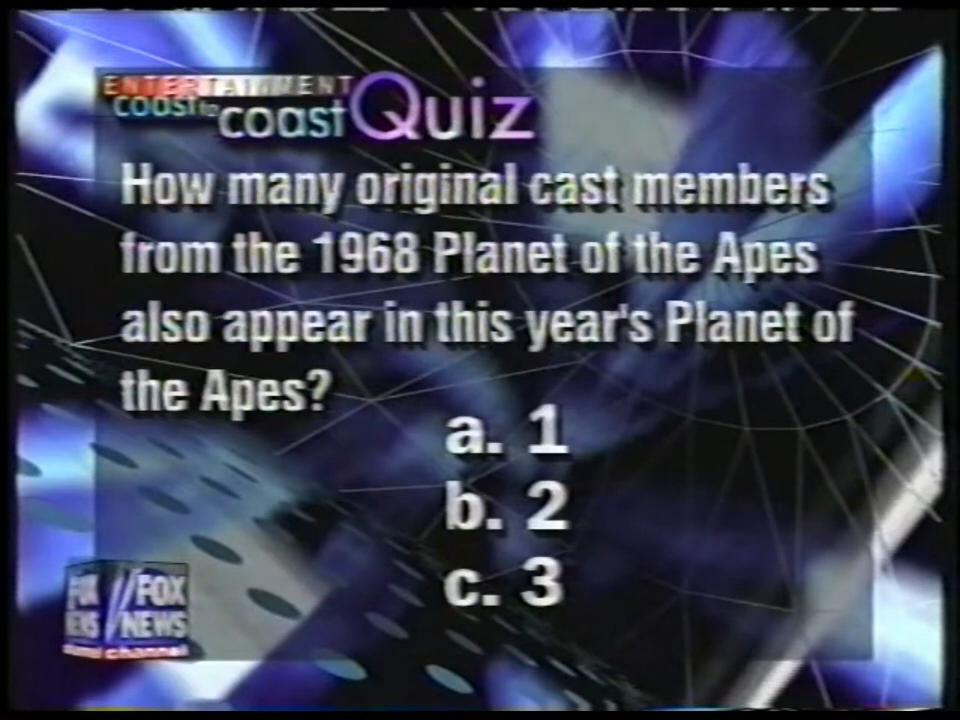 ENTERTAINMENT
coast to
coast Quiz
How many original cast members
from the 1968 Planet of the Apes
also appear in this year's Planet of
the Apes?
a. 1
b. 2
c. 3
FOX FOX
NEWS NEWS
channel